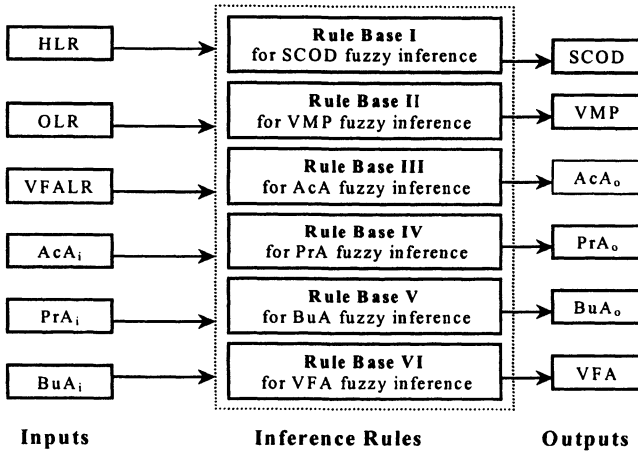 HLR
Rule Base I
for SCOD fuzzy inference
SCOD
OLR
Rule Base II
for VMP fuzzy inference
VMP
VFALR
Rule Base III
for AcA fuzzy inference
AcAₒ
AcAᵢ
Rule Base IV
for PrA fuzzy inference
PrAₒ
PrAᵢ
Rule Base V
for BuA fuzzy inference
BuAₒ
BuAᵢ
Rule Base VI
for VFA fuzzy inference
VFA
Inputs
Inference Rules
Outputs